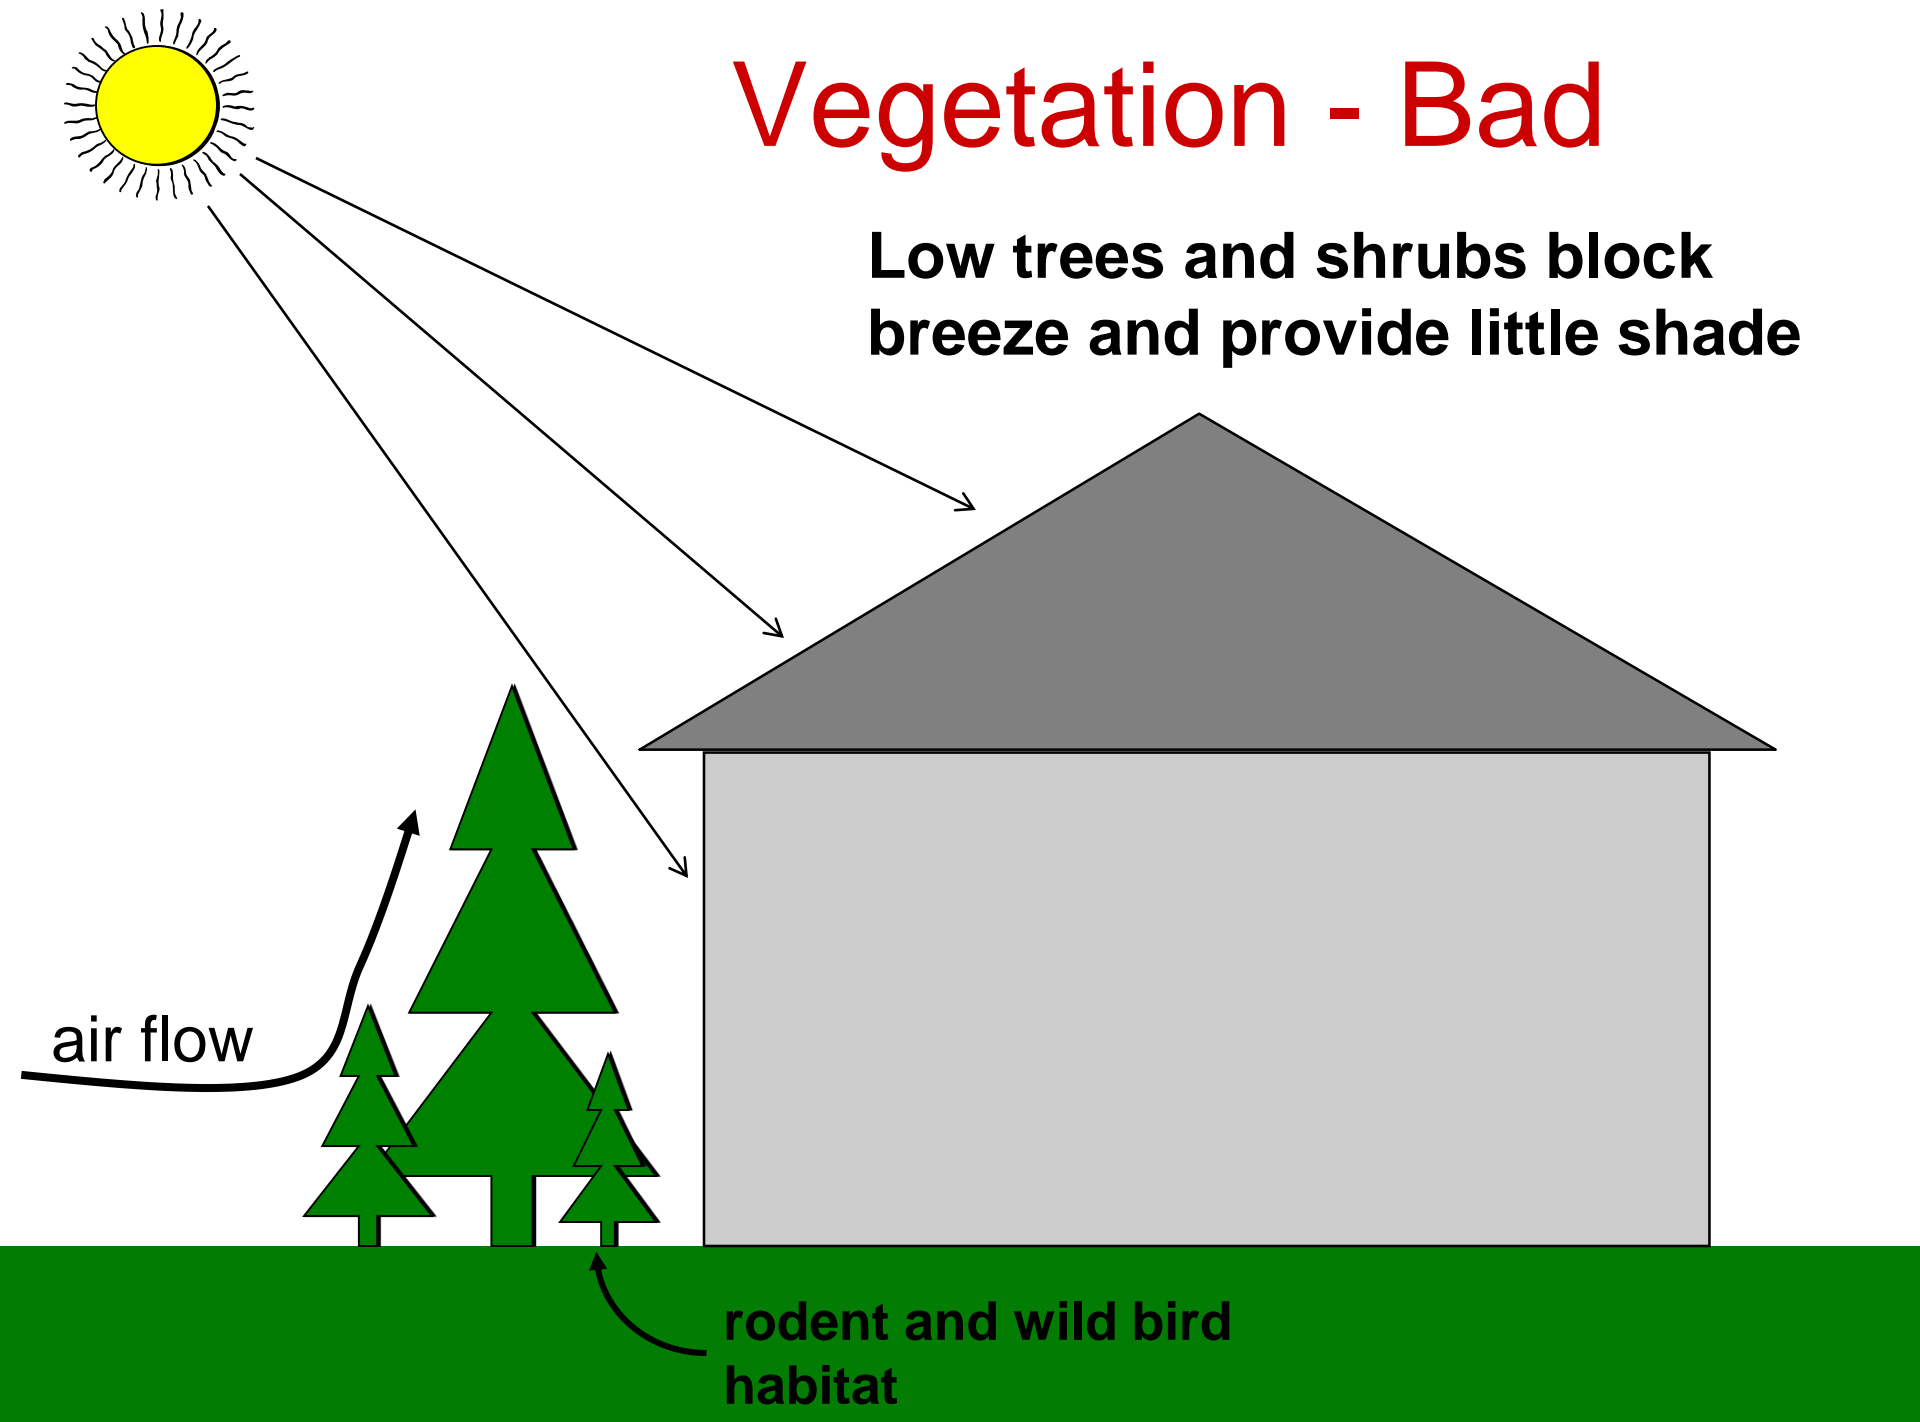 Vegetation - Bad
Low trees and shrubs block
breeze and provide little shade
air flow
rodent and wild bird
habitat